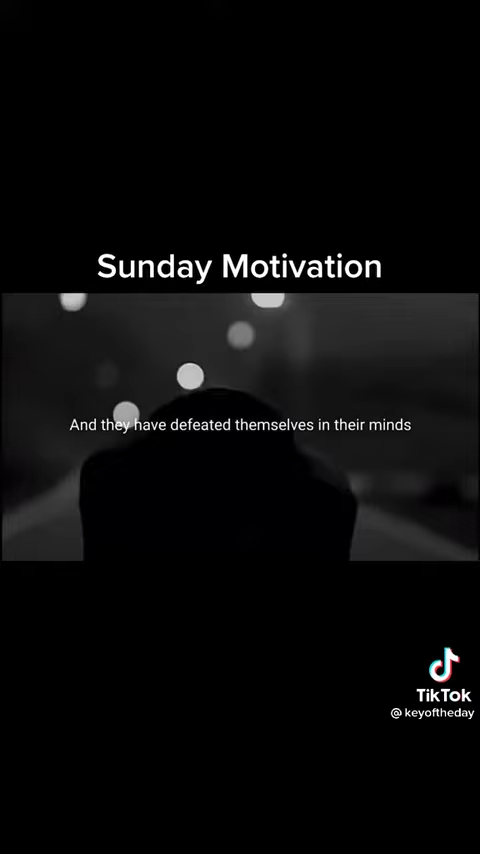 Sunday Motivation
And they have defeated themselves in their minds
TikTok
@ keyoftheday